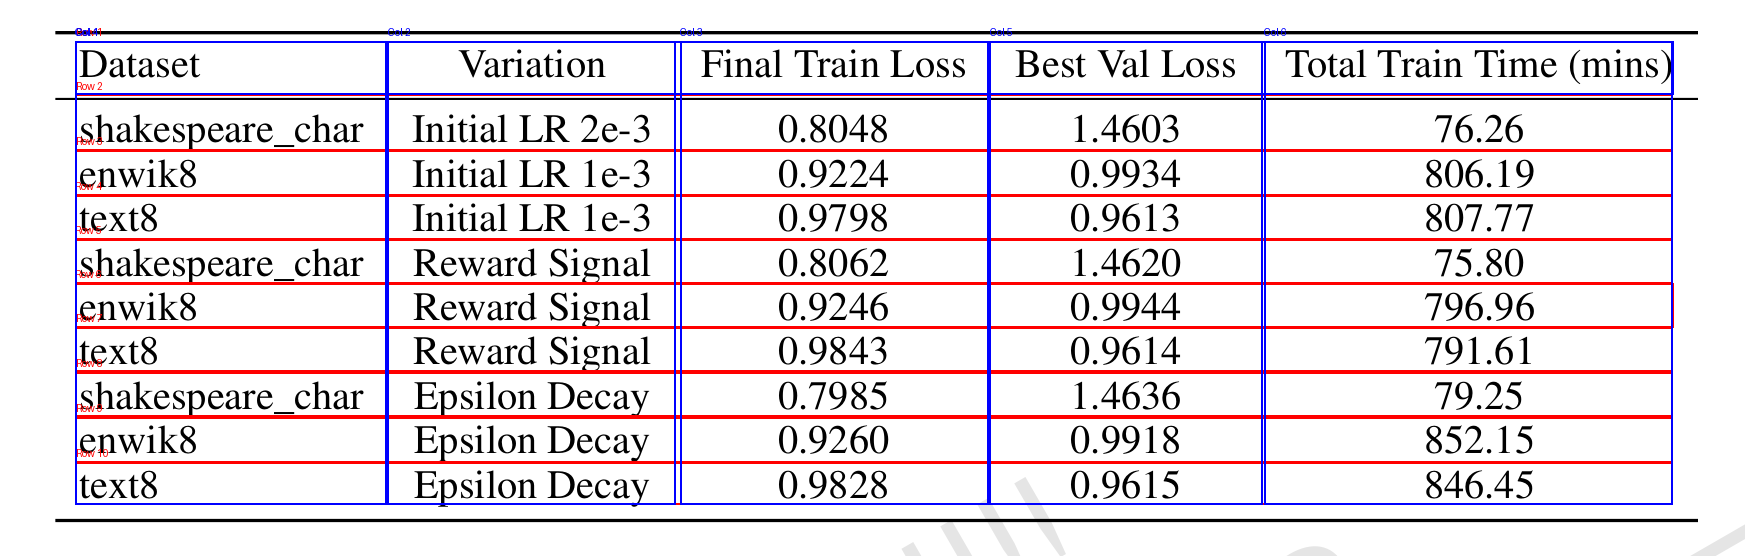 Dataset Variation Final Train Loss Best Val Loss Total Train Time (mins)
Row 2
shakespeare_char Initial LR 2e-3 0.8048 1.4603 76.26
enwik8 Initial LR 1e-3 0.9224 0.9934 806.19
text8 Initial LR 1e-3 0.9798 0.9613 807.77
shakespeare_char Reward Signal 0.8062 1.4620 75.80
enwik8 Reward Signal 0.9246 0.9944 796.96
text8 Reward Signal 0.9843 0.9614 791.61
shakespeare_char Epsilon Decay 0.7985 1.4636 79.25
enwik8 Epsilon Decay 0.9260 0.9918 852.15
Row 10
text8 Epsilon Decay 0.9828 0.9615 846.45